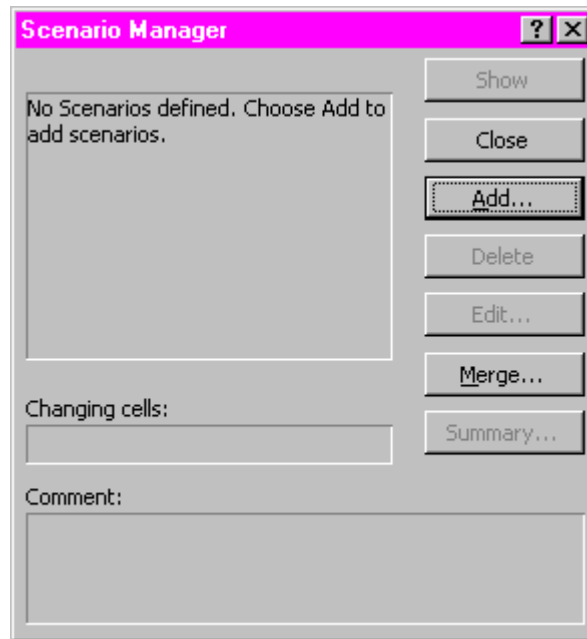 Scenario Manager ? X
No Scenarios defined. Choose Add to
add scenarios.
Show
Close
Add...
Delete
Edit...
Merge...
Summary...
Changing cells:
Comment: